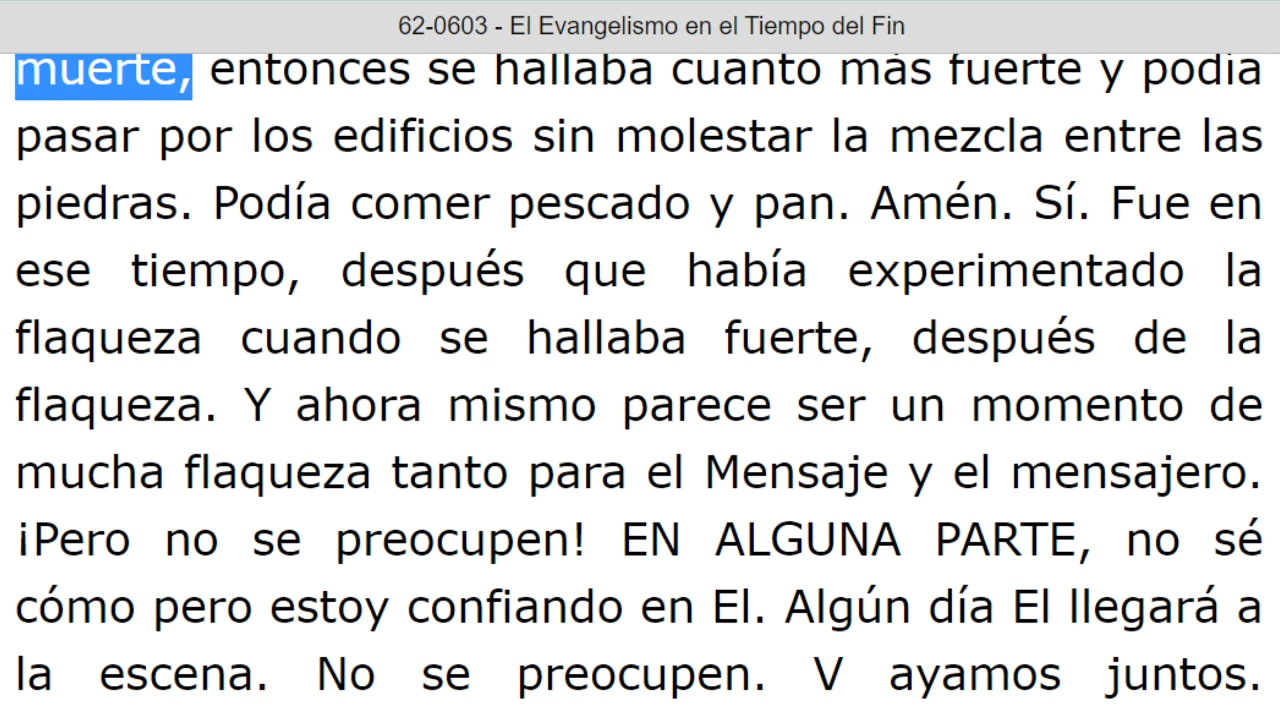 62-0603 - El Evangelismo en el Tiempo del Fin
muerte, entonces se hallaba cuanto más fuerte y podía
pasar por los edificios sin molestar la mezcla entre las
piedras. Podía comer pescado y pan. Amén. Sí. Fue en
ese tiempo, después que había experimentado la
flaqueza cuando se hallaba fuerte, después de la
flaqueza. Y ahora mismo parece ser un momento de
mucha flaqueza tanto para el Mensaje y el mensajero.
¡Pero no se preocupen! EN ALGUNA PARTE, no sé
cómo pero estoy confiando en El. Algún día El llegará a
la escena. No se preocupen. V ayamos juntos.